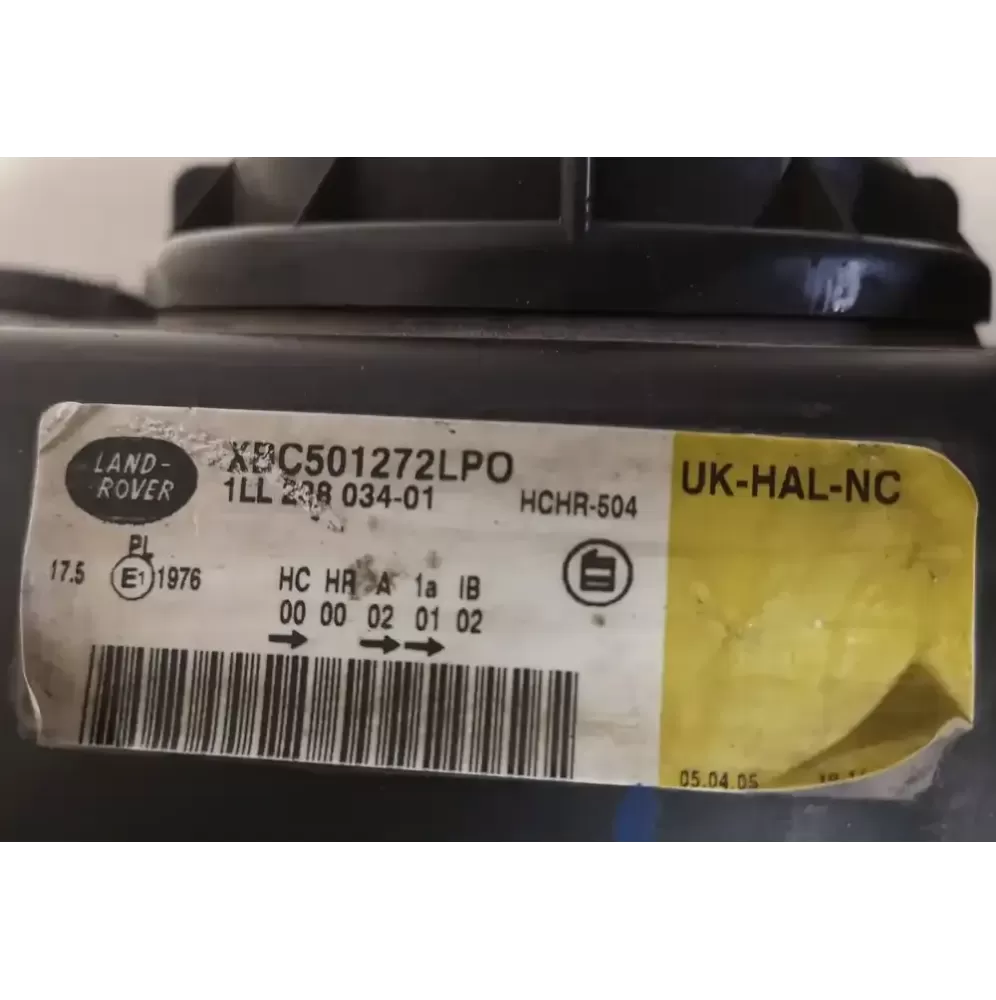 LAND-
ROVER
XBC501272LPO
1LL 298 034-01
HCHR-504
UK-HAL-NC
PL
17.5 E1 1976
HC HR A 1a IB
00 00 02 01 02
05.04.05